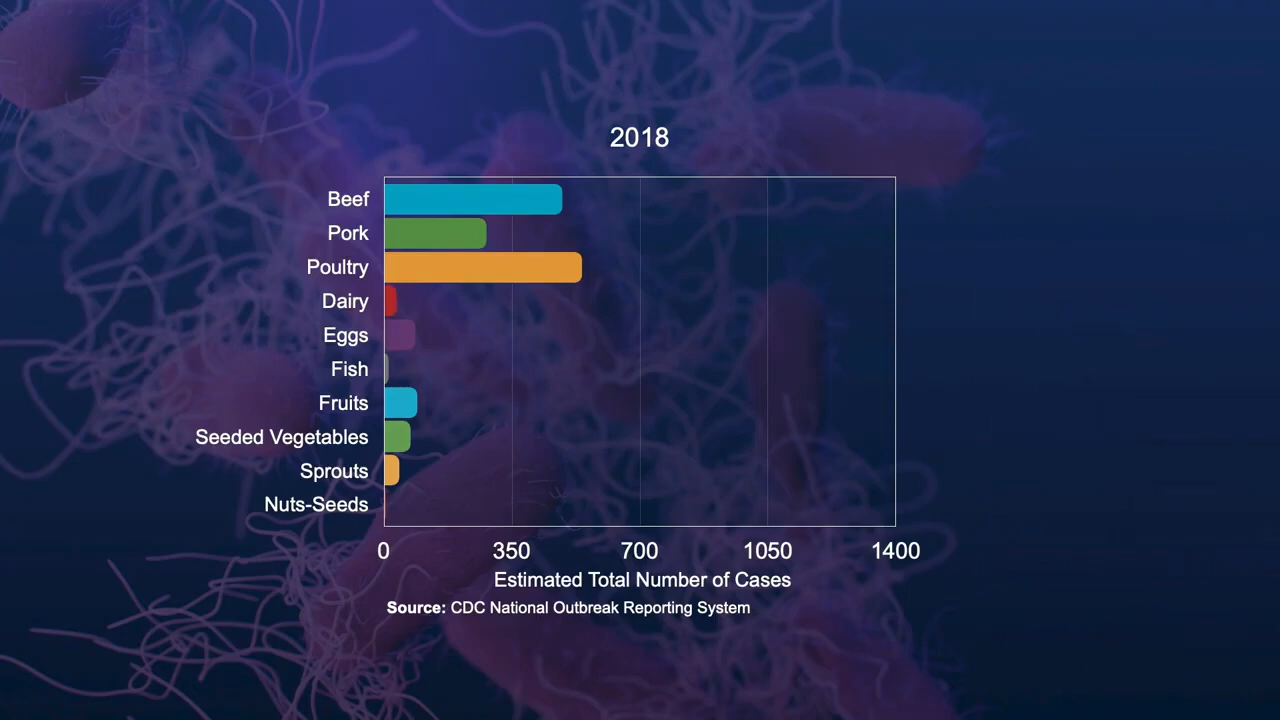 2018
Beef
Pork
Poultry
Dairy
Eggs
Fish
Fruits
Seeded Vegetables
Sprouts
Nuts-Seeds
0 350 700 1050 1400
Estimated Total Number of Cases
Source: CDC National Outbreak Reporting System